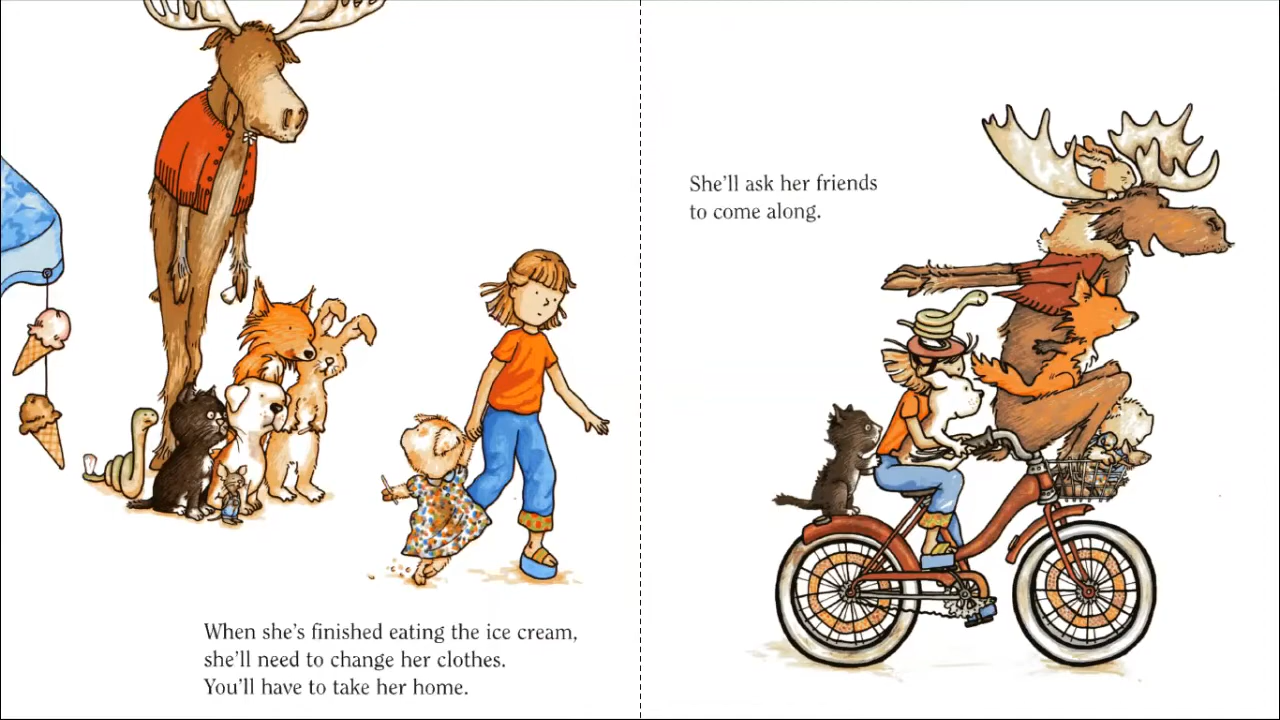 When she's finished eating the ice cream,
she'll need to change her clothes.
You'll have to take her home.
She'll ask her friends
to come along.